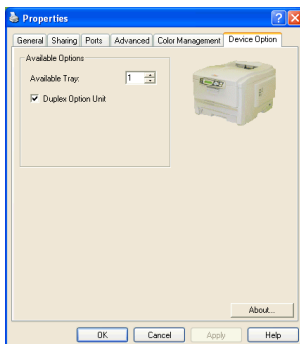 Properties
General Sharing Ports Advanced Color Management Device Option
Available Options
Available Tray: 1
Duplex Option Unit
About...
OK Cancel Apply Help